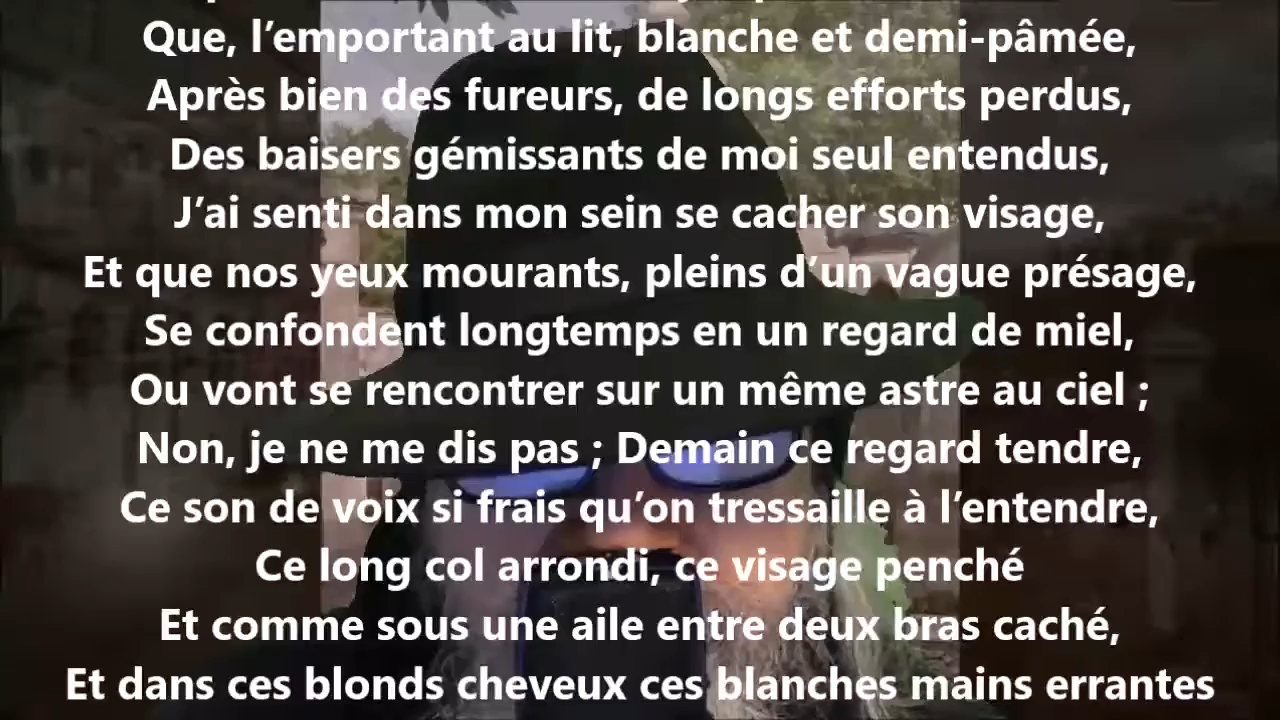 Que, l’emportant au lit, blanche et demi-pâmée,
Après bien des fureurs, de longs efforts perdus,
Des baisers gémissants de moi seul entendus,
J’ai senti dans mon sein se cacher son visage,
Et que nos yeux mourants, pleins d’un vague présage,
Se confondent longtemps en un regard de miel,
Ou vont se rencontrer sur un même astre au ciel ;
Non, je ne me dis pas ; Demain ce regard tendre,
Ce son de voix si frais qu’on tressaille à l’entendre,
Ce long col arrondi, ce visage penché
Et comme sous une aile entre deux bras caché,
Et dans ces blonds cheveux ces blanches mains errantes